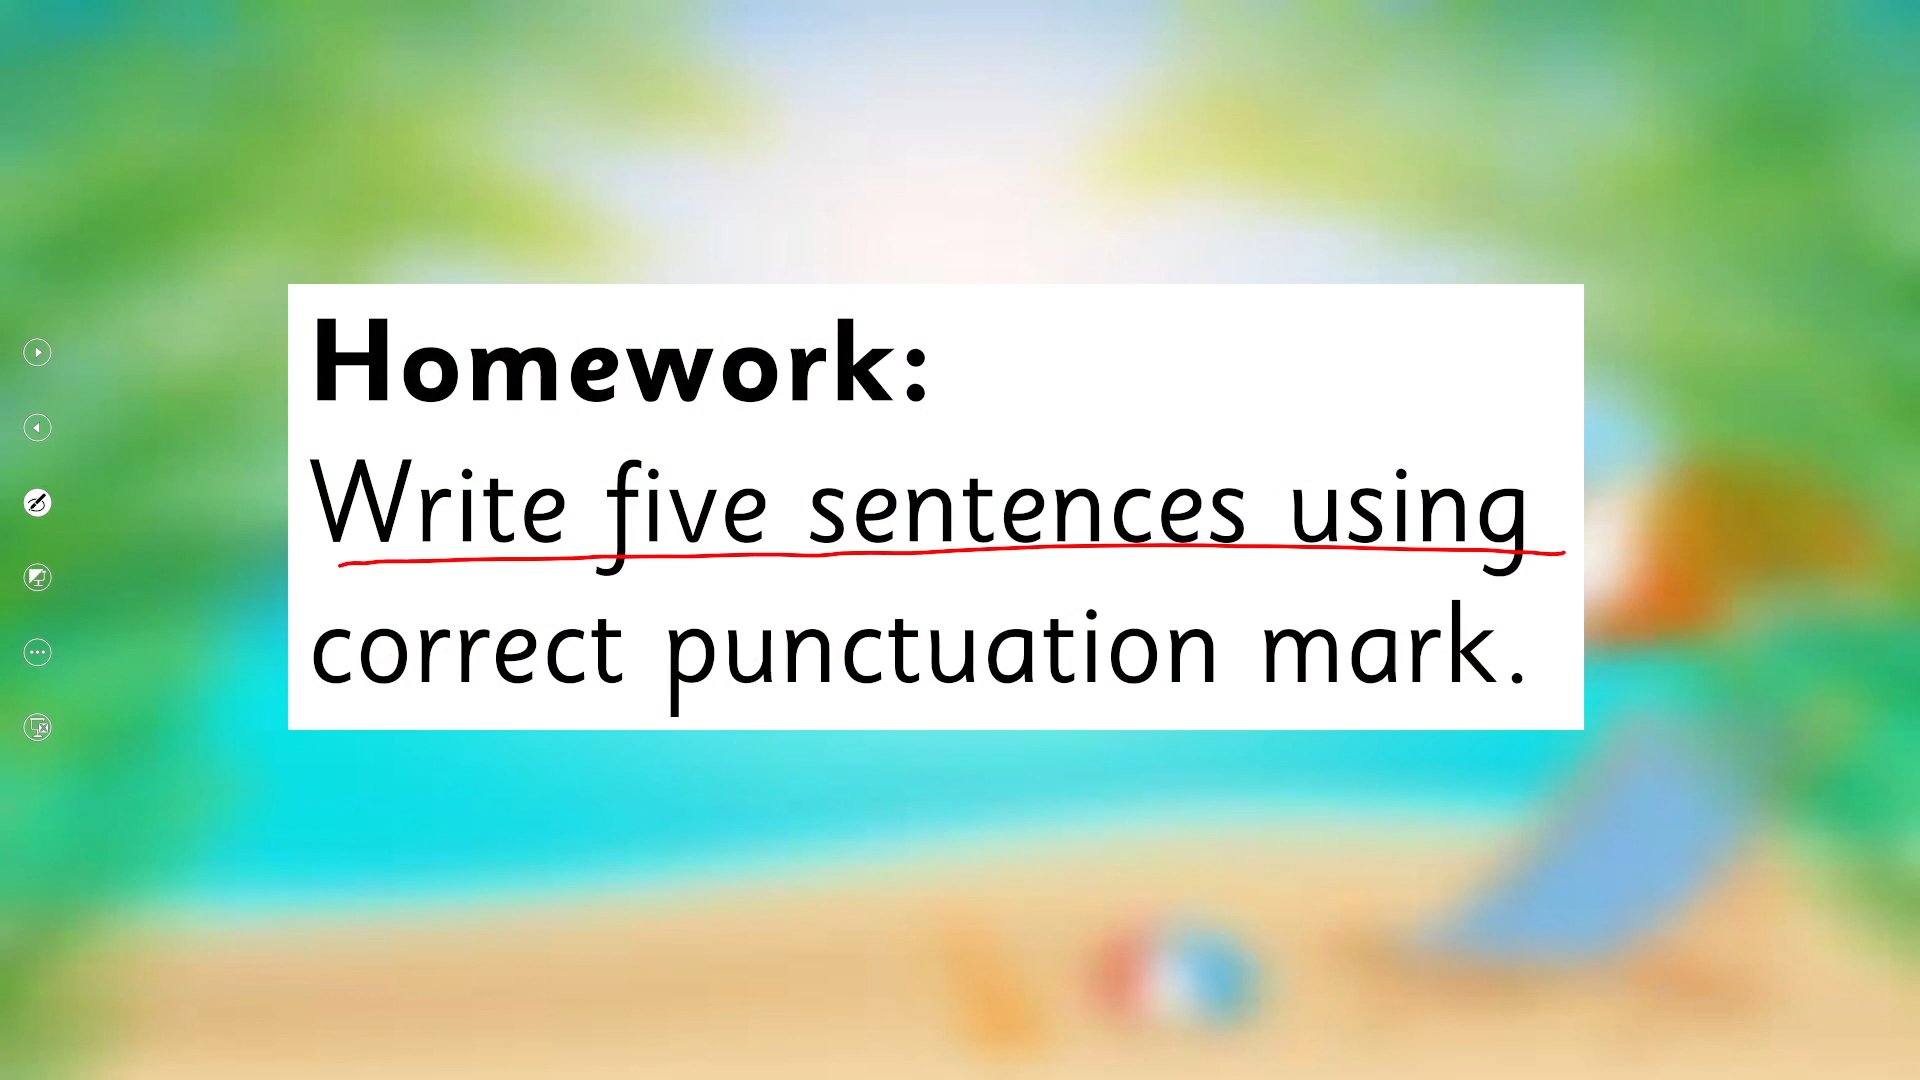 Homework:
Write five sentences using
correct punctuation mark.